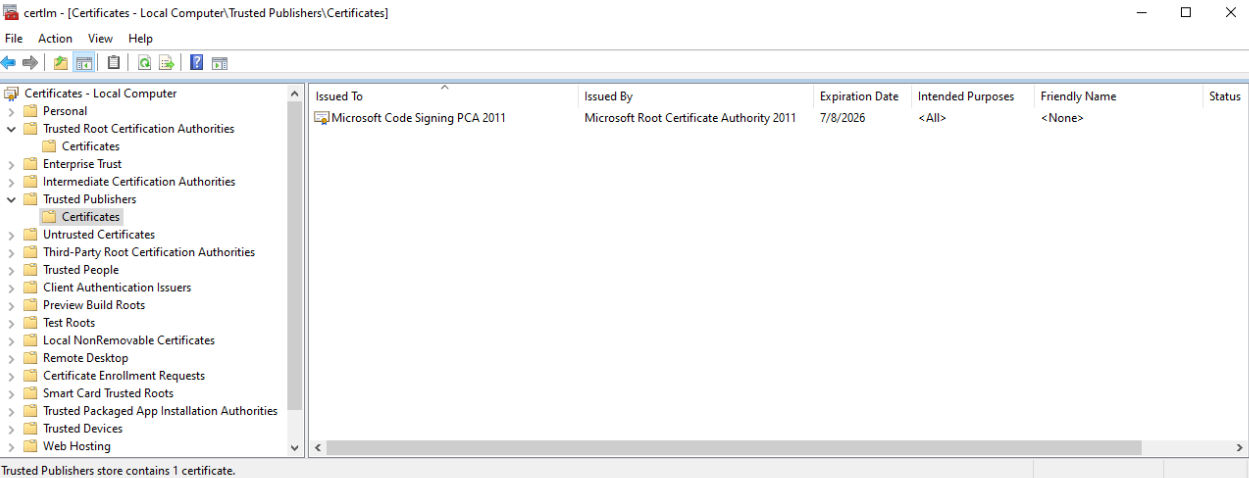 certlm - [Certificates - Local Computer\Trusted Publishers\Certificates]
File Action View Help
Certificates - Local Computer
Personal
Trusted Root Certification Authorities
Certificates
Enterprise Trust
Intermediate Certification Authorities
Trusted Publishers
Certificates
Untrusted Certificates
Third-Party Root Certification Authorities
Trusted People
Client Authentication Issuers
Preview Build Roots
Test Roots
Local NonRemovable Certificates
Remote Desktop
Certificate Enrollment Requests
Smart Card Trusted Roots
Trusted Packaged App Installation Authorities
Trusted Devices
Web Hosting
Issued To Issued By Expiration Date Intended Purposes Friendly Name Status
Microsoft Code Signing PCA 2011 Microsoft Root Certificate Authority 2011 7/8/2026 <All> <None>
Trusted Publishers store contains 1 certificate.